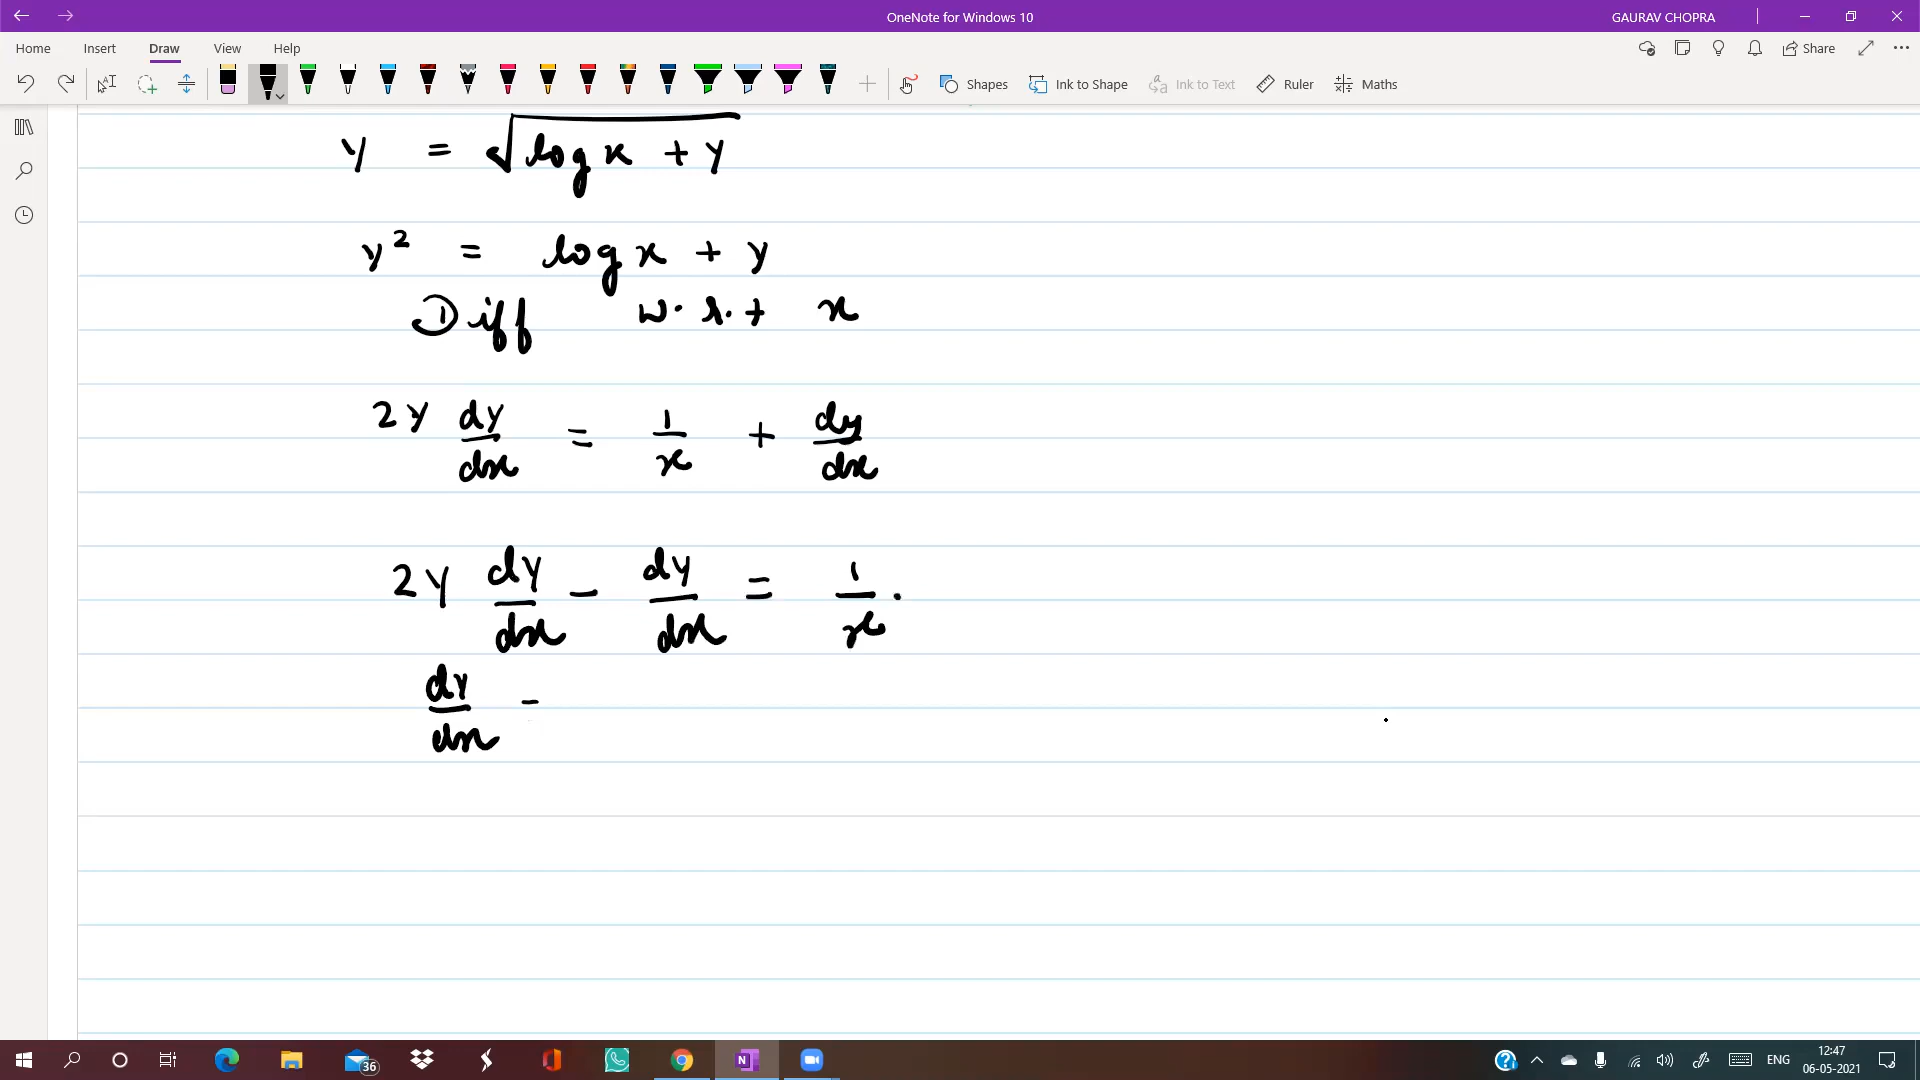 OneNote for Windows 10
GAURAV CHOPRA
Home Insert Draw View Help
Share
Shapes Ink to Shape Ink to Text Ruler Maths
y = √(log x + y)
y² = log x + y
Diff w.r.t x
2y dy/dx = 1/x + dy/dx
2y dy/dx - dy/dx = 1/x.
dy/dx -
36
ENG
12:47
06-05-2021